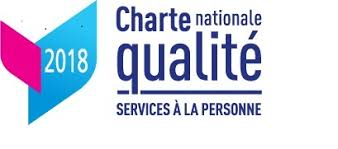 2018
Charte nationale
qualité
SERVICES À LA PERSONNE